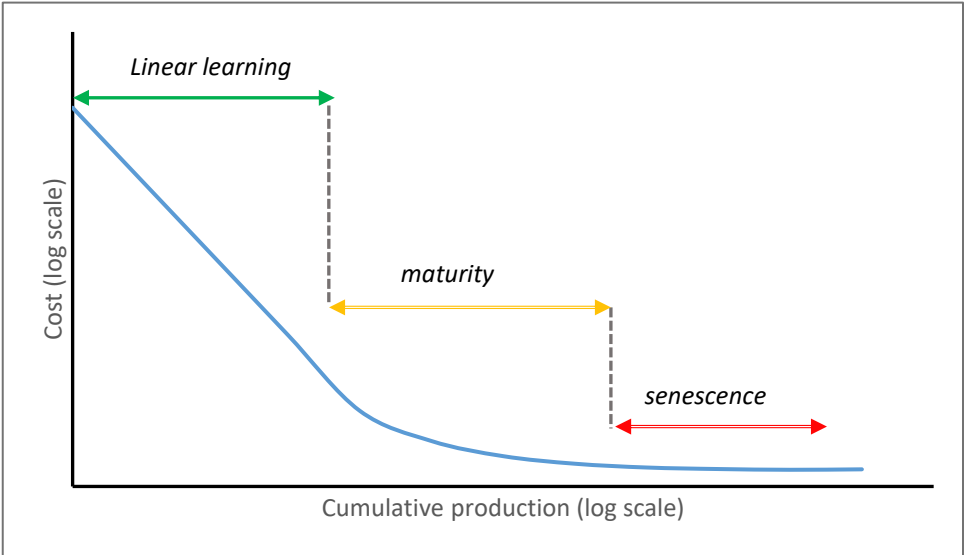 Linear learning
maturity
senescence
Cost (log scale)
Cumulative production (log scale)